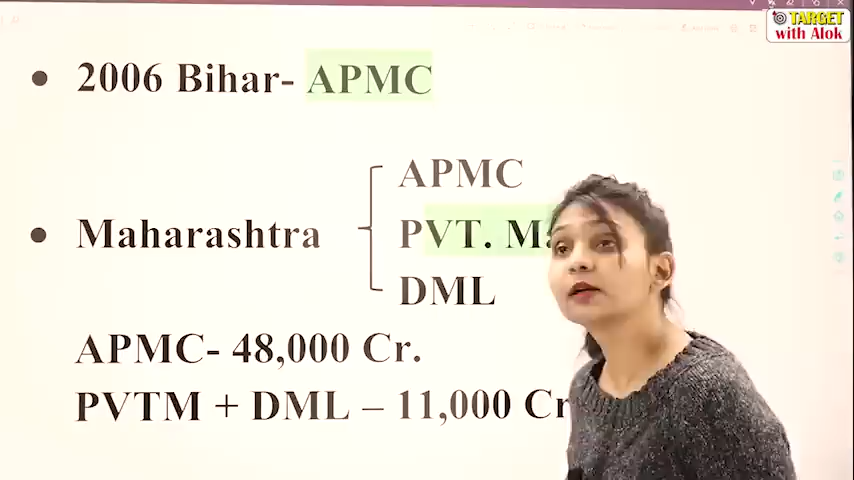 TARGET
with Alok
• 2006 Bihar- APMC
APMC
• Maharashtra
PVT.
DML
APMC- 48,000 Cr.
PVTM + DML – 11,000 Cr